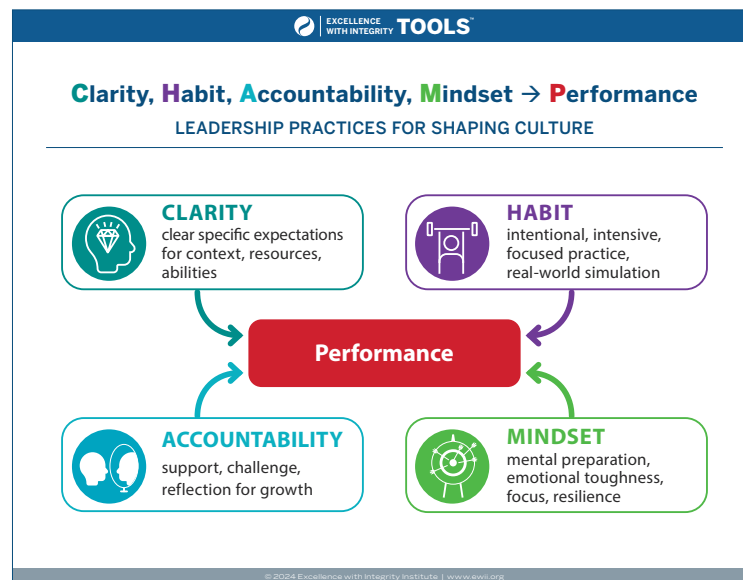 EXCELLENCE
WITH INTEGRITY TOOLS™
Clarity, Habit, Accountability, Mindset → Performance
LEADERSHIP PRACTICES FOR SHAPING CULTURE
CLARITY
clear specific expectations
for context, resources,
abilities
HABIT
intentional, intensive,
focused practice,
real-world simulation
Performance
ACCOUNTABILITY
support, challenge,
reflection for growth
MINDSET
mental preparation,
emotional toughness,
focus, resilience
© 2024 Excellence with Integrity Institute | www.ewii.org